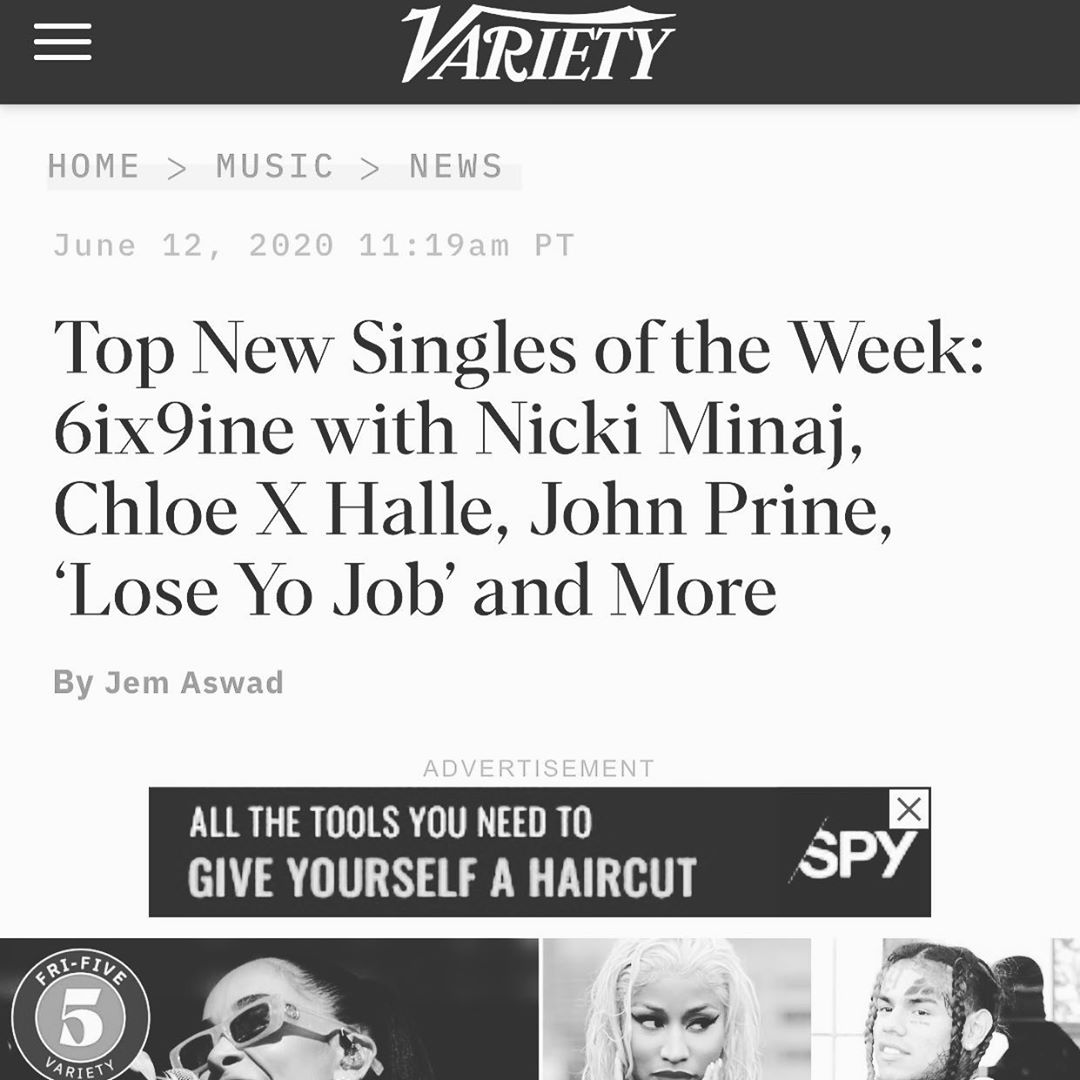 VARIETY
HOME > MUSIC > NEWS
June 12, 2020 11:19am PT
Top New Singles of the Week:
6ix9ine with Nicki Minaj,
Chloe X Halle, John Prine,
‘Lose Yo Job’ and More
By Jem Aswad
ADVERTISEMENT
ALL THE TOOLS YOU NEED TO
GIVE YOURSELF A HAIRCUT
SPY
FRI-FIVE
5
VARIETY